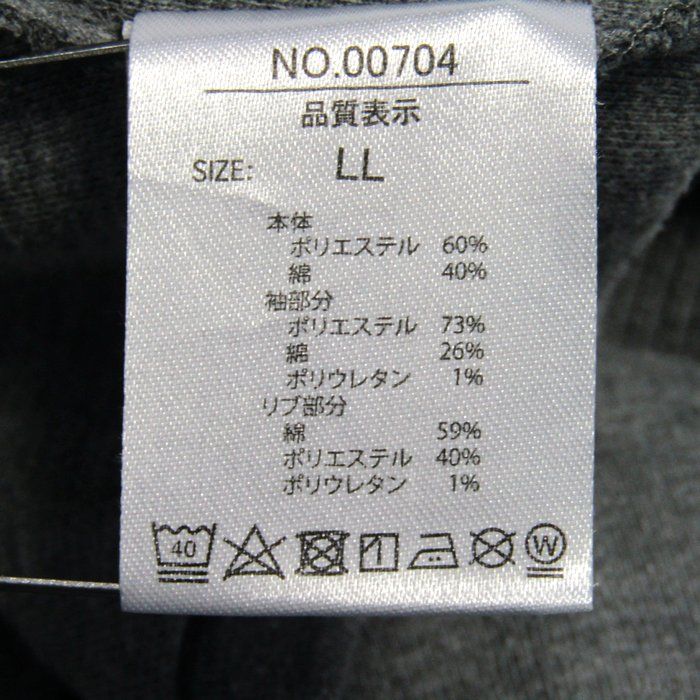 NO.00704
品質表示
SIZE: LL
本体
ポリエステル 60%
綿 40%
袖部分
ポリエステル 73%
綿 26%
ポリウレタン 1%
リブ部分
綿 59%
ポリエステル 40%
ポリウレタン 1%
40 W